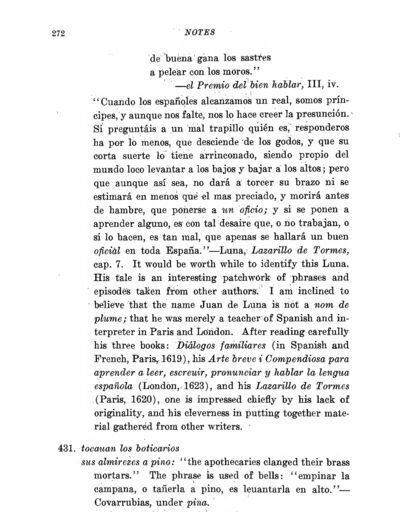 272 NOTES
de buena gana los sastres
a pelear con los moros."
—el Premio del bien hablar, III, iv.
"Cuando los españoles alcanzamos un real, somos prín-
cipes, y aunque nos falte, nos lo hace creer la presunción.
Si preguntáis a un mal trapillo quién es, responderos
ha por lo menos, que desciende de los godos, y que su
corta suerte lo tiene arrinconado, siendo propio del
mundo loco levantar a los bajos y bajar a los altos; pero
que aunque así sea, no dará a torcer su brazo ni se
estimará en menos que el mas preciado, y morirá antes
de hambre, que ponerse a un oficio; y si se ponen a
aprender alguno, es con tal desaire que, o no trabajan, o
si lo hacen, es tan mal, que apenas se hallará un buen
oficial en toda España."—Luna, Lazarillo de Tormes,
cap. 7. It would be worth while to identify this Luna.
His tale is an interesting patchwork of phrases and
episodes taken from other authors. I am inclined to
believe that the name Juan de Luna is not a nom de
plume; that he was merely a teacher of Spanish and in-
terpreter in Paris and London. After reading carefully
his three books: Diálogos familiares (in Spanish and
French, Paris, 1619), his Arte breve i Compendiosa para
aprender a leer, escreuir, pronunciar y hablar la lengua
española (London, 1623), and his Lazarillo de Tormes
(Paris, 1620), one is impressed chiefly by his lack of
originality, and his cleverness in putting together mate-
rial gathered from other writers.
431. tocauan los boticarios
sus almirezes a pino: "the apothecaries clanged their brass
mortars." The phrase is used of bells: "empinar la
campana, o tañerla a pino, es leuantarla en alto."—
Covarrubias, under pina.